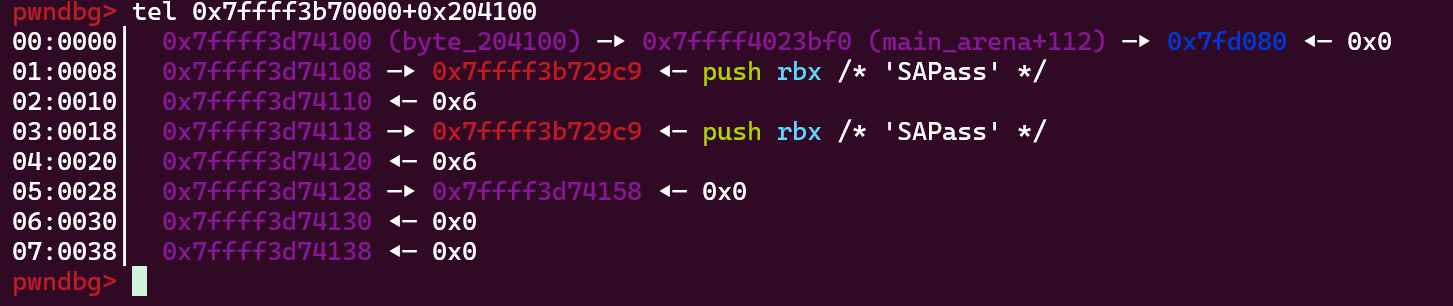 pwndbg> tel 0x7ffff3b70000+0x204100
00:0000│  0x7ffff3d74100 (byte_204100) —▸ 0x7ffff4023bf0 (main_arena+112) —▸ 0x7fd080 ◂— 0x0
01:0008│  0x7ffff3d74108 —▸ 0x7ffff3b729c9 ◂— push rbx /* 'SAPass' */
02:0010│  0x7ffff3d74110 ◂— 0x6
03:0018│  0x7ffff3d74118 —▸ 0x7ffff3b729c9 ◂— push rbx /* 'SAPass' */
04:0020│  0x7ffff3d74120 ◂— 0x6
05:0028│  0x7ffff3d74128 —▸ 0x7ffff3d74158 ◂— 0x0
06:0030│  0x7ffff3d74130 ◂— 0x0
07:0038│  0x7ffff3d74138 ◂— 0x0
pwndbg>